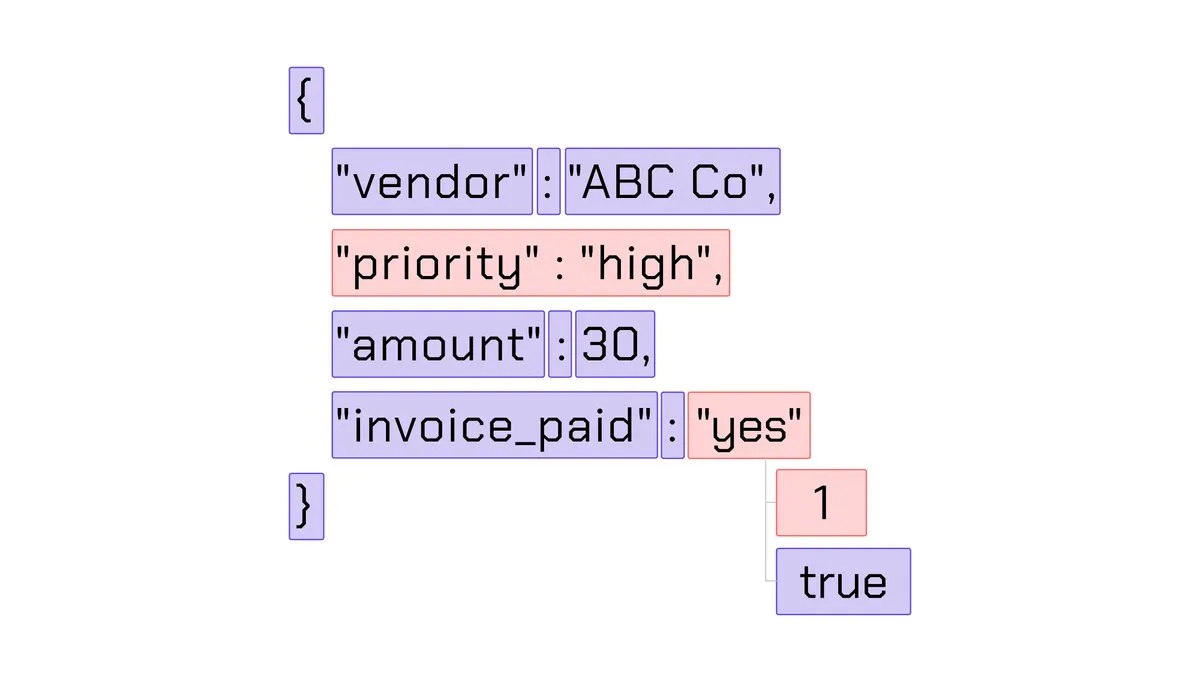 {
"vendor" : "ABC Co",
"priority" : "high",
"amount" : 30,
"invoice_paid" : "yes"
1
}
true